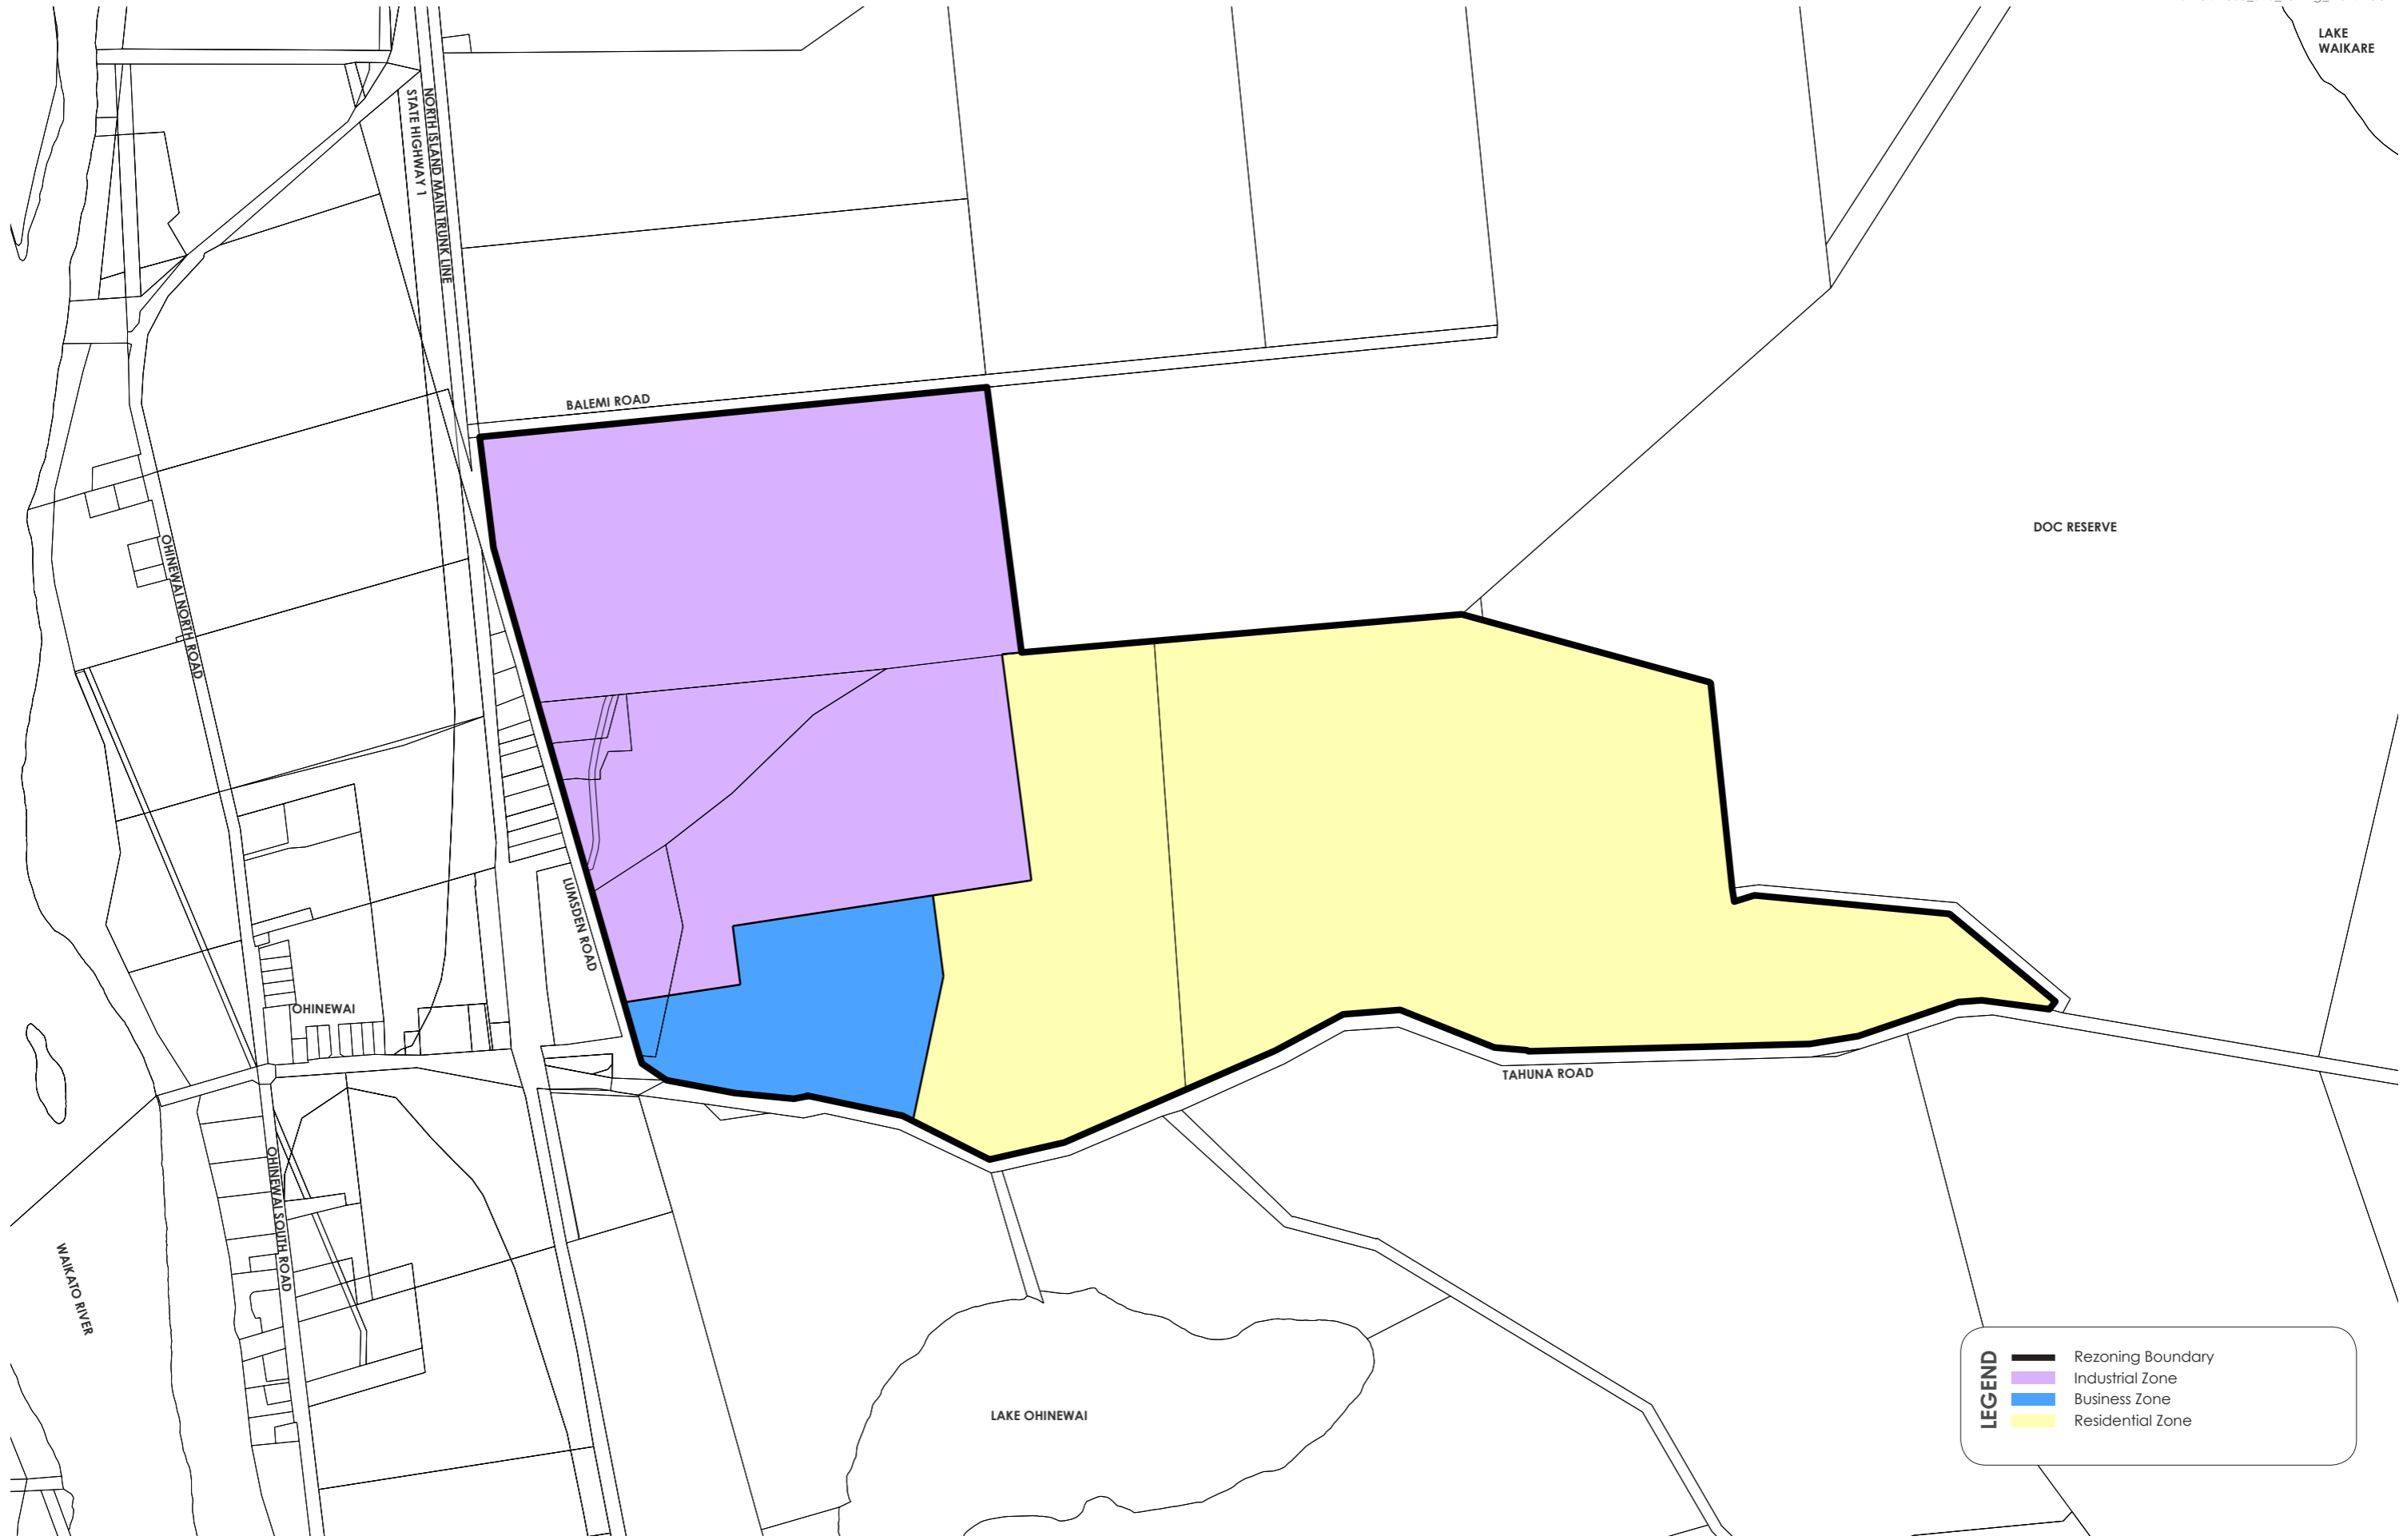 LAKE
WAIKARE
NORTH ISLAND MAIN TRUNK LINE
STATE HIGHWAY 1
BALEMI ROAD
DOC RESERVE
OHINEWAI NORTH ROAD
LUMSDEN ROAD
OHINEWAI
TAHUNA ROAD
OHINEWAI SOUTH ROAD
WAIKATO RIVER
LAKE OHINEWAI
LEGEND
Rezoning Boundary
Industrial Zone
Business Zone
Residential Zone